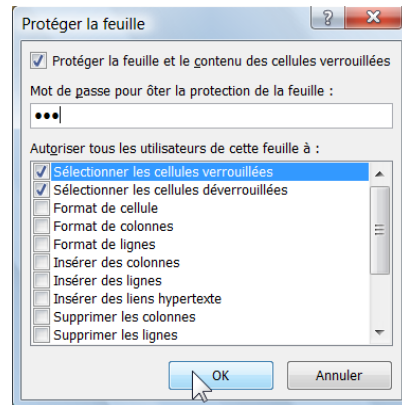 Protéger la feuille
Protéger la feuille et le contenu des cellules verrouillées
Mot de passe pour ôter la protection de la feuille :
•••
Autoriser tous les utilisateurs de cette feuille à :
Sélectionner les cellules verrouillées
Sélectionner les cellules déverrouillées
Format de cellule
Format de colonnes
Format de lignes
Insérer des colonnes
Insérer des lignes
Insérer des liens hypertexte
Supprimer les colonnes
Supprimer les lignes
OK Annuler